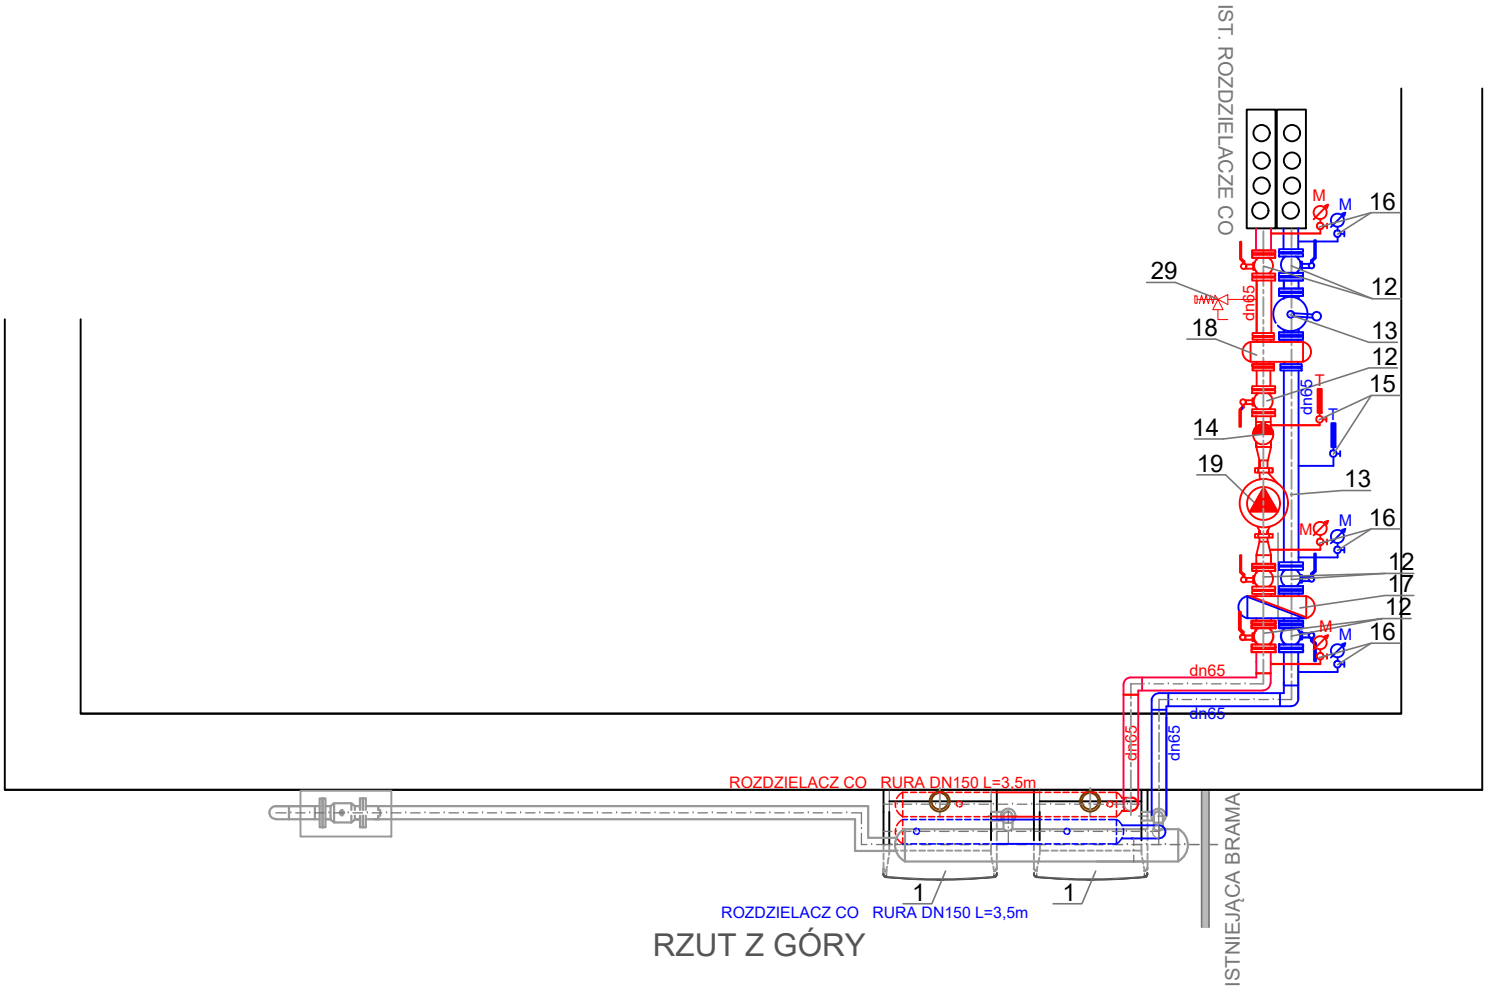 IST. ROZDZIELACZE CO
M
M
16
29
dn65
12
18
13
12
T
15
dn65
T
14
19
13
M
M
16
12
17
12
M
M
16
dn65
dn65
dn65
dn65
ROZDZIELACZ CO RURA DN150 L=3,5m
ISTNIEJĄCA BRAMA
1
1
ROZDZIELACZ CO RURA DN150 L=3,5m
RZUT Z GÓRY